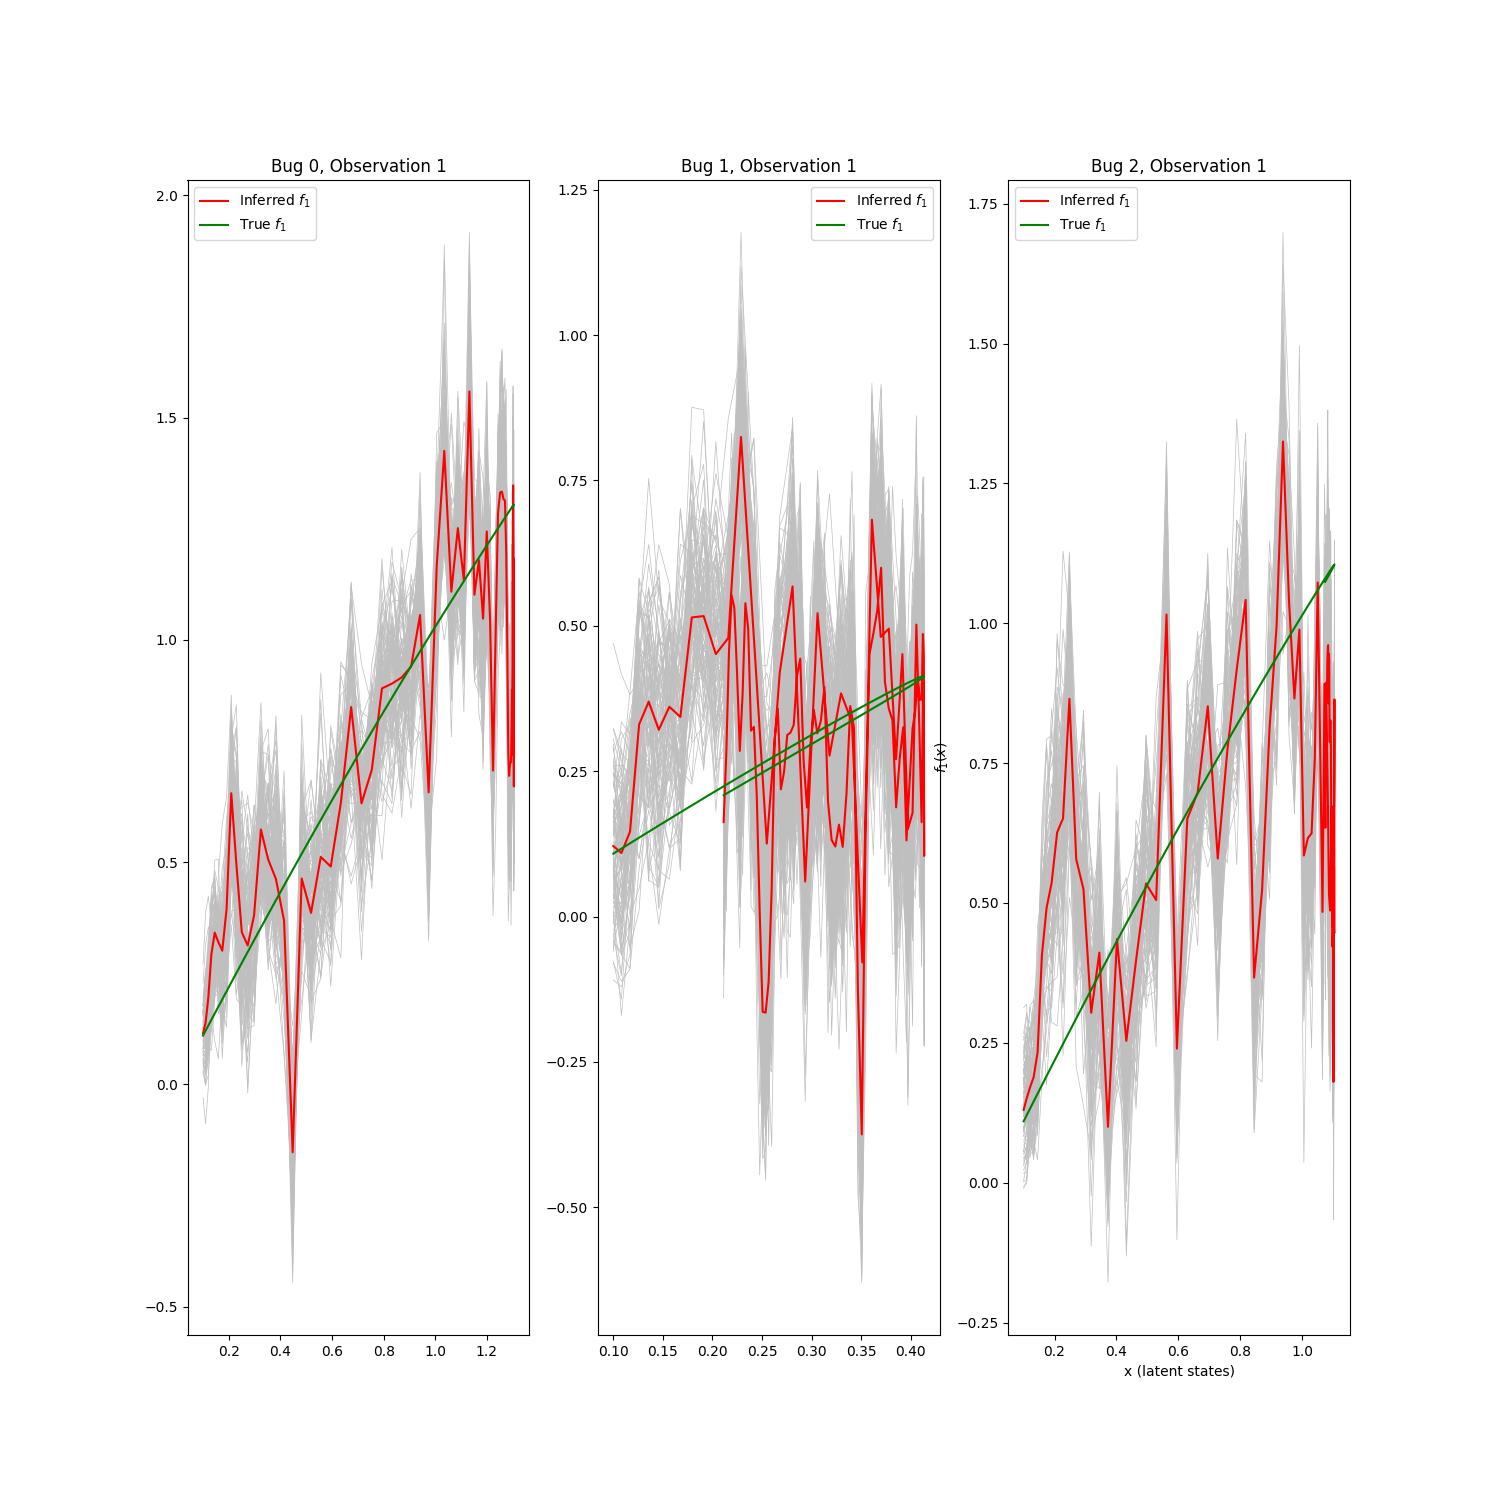 Bug 0, Observation 1
Inferred f₁
True f₁
2.0
1.5
1.0
0.5
0.0
−0.5
0.2 0.4 0.6 0.8 1.0 1.2
Bug 1, Observation 1
Inferred f₁
True f₁
1.25
1.00
0.75
0.50
0.25
0.00
−0.25
−0.50
0.10 0.15 0.20 0.25 0.30 0.35 0.40
Bug 2, Observation 1
Inferred f₁
True f₁
f₁(x)
1.75
1.50
1.25
1.00
0.75
0.50
0.25
0.00
−0.25
0.2 0.4 0.6 0.8 1.0
x (latent states)